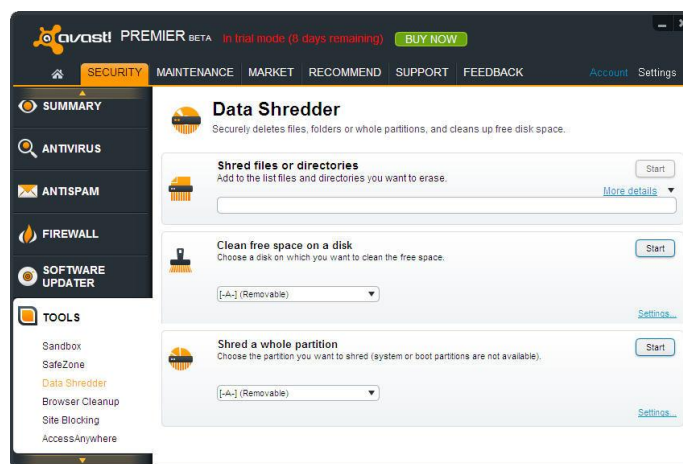 avast! PREMIER BETA In trial mode (8 days remaining) BUY NOW
SECURITY MAINTENANCE MARKET RECOMMEND SUPPORT FEEDBACK Account Settings
SUMMARY
ANTIVIRUS
ANTISPAM
FIREWALL
SOFTWARE
UPDATER
TOOLS
Sandbox
SafeZone
Data Shredder
Browser Cleanup
Site Blocking
AccessAnywhere
Data Shredder
Securely deletes files, folders or whole partitions, and cleans up free disk space.
Shred files or directories
Start
Add to the list files and directories you want to erase.
More details
Clean free space on a disk
Start
Choose a disk on which you want to clean the free space.
[-A-] (Removable)
Settings...
Shred a whole partition
Start
Choose the partition you want to shred (system or boot partitions are not available).
[-A-] (Removable)
Settings...